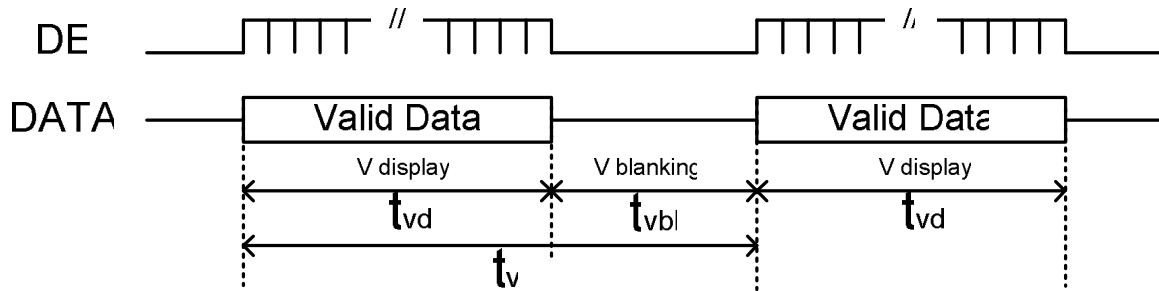 DE // //
DATA Valid Data Valid Data
V display V blanking V display
tvd tvbl tvd
tv